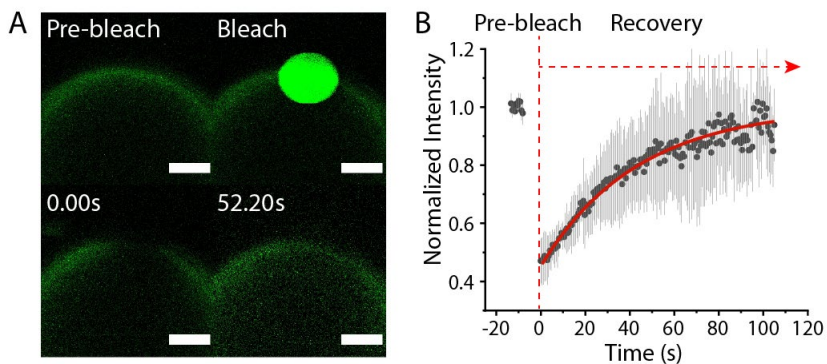 A
Pre-bleach
Bleach
0.00s
52.20s
B
Pre-bleach
Recovery
Normalized Intensity
1.2
1.0
0.8
0.6
0.4
-20
0
20
40
60
80
100
120
Time (s)